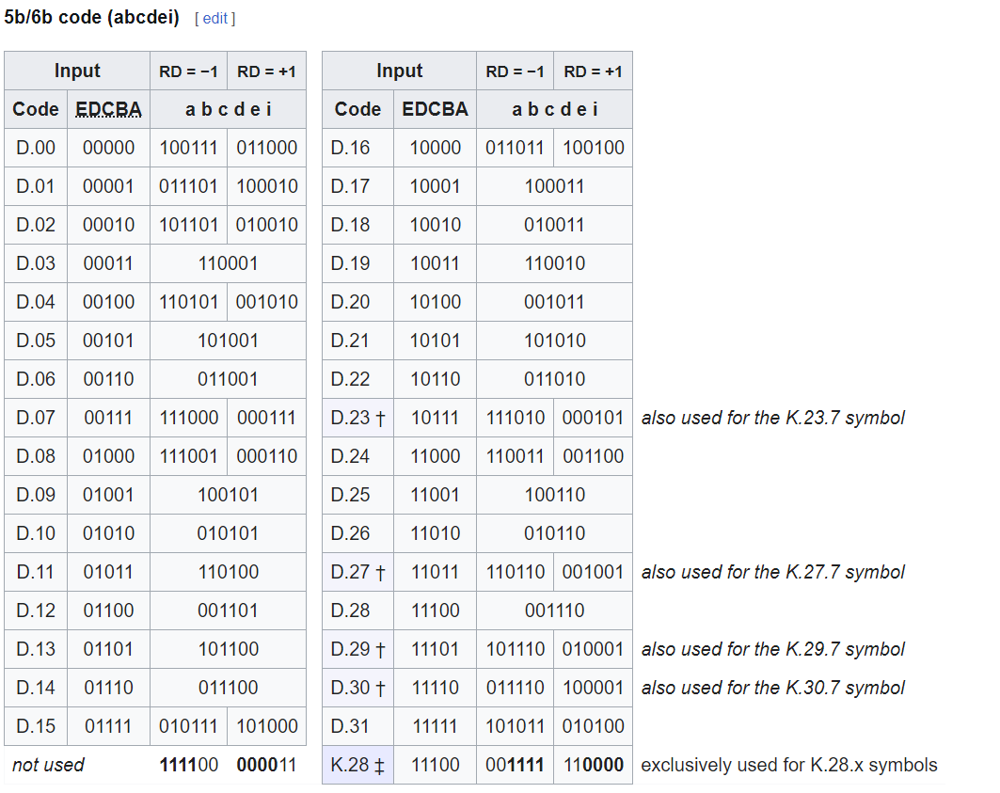 5b/6b code (abcdei) [ edit ]
Input RD = −1 RD = +1 Input RD = −1 RD = +1
Code EDCBA a b c d e i Code EDCBA a b c d e i
D.00 00000 100111 011000 D.16 10000 011011 100100
D.01 00001 011101 100010 D.17 10001 100011
D.02 00010 101101 010010 D.18 10010 010011
D.03 00011 110001 D.19 10011 110010
D.04 00100 110101 001010 D.20 10100 001011
D.05 00101 101001 D.21 10101 101010
D.06 00110 011001 D.22 10110 011010
D.07 00111 111000 000111 D.23 † 10111 111010 000101 also used for the K.23.7 symbol
D.08 01000 111001 000110 D.24 11000 110011 001100
D.09 01001 100101 D.25 11001 100110
D.10 01010 010101 D.26 11010 010110
D.11 01011 110100 D.27 † 11011 110110 001001 also used for the K.27.7 symbol
D.12 01100 001101 D.28 11100 001110
D.13 01101 101100 D.29 † 11101 101110 010001 also used for the K.29.7 symbol
D.14 01110 011100 D.30 † 11110 011110 100001 also used for the K.30.7 symbol
D.15 01111 010111 101000 D.31 11111 101011 010100
not used 111100 000011 K.28 ‡ 11100 001111 110000 exclusively used for K.28.x symbols